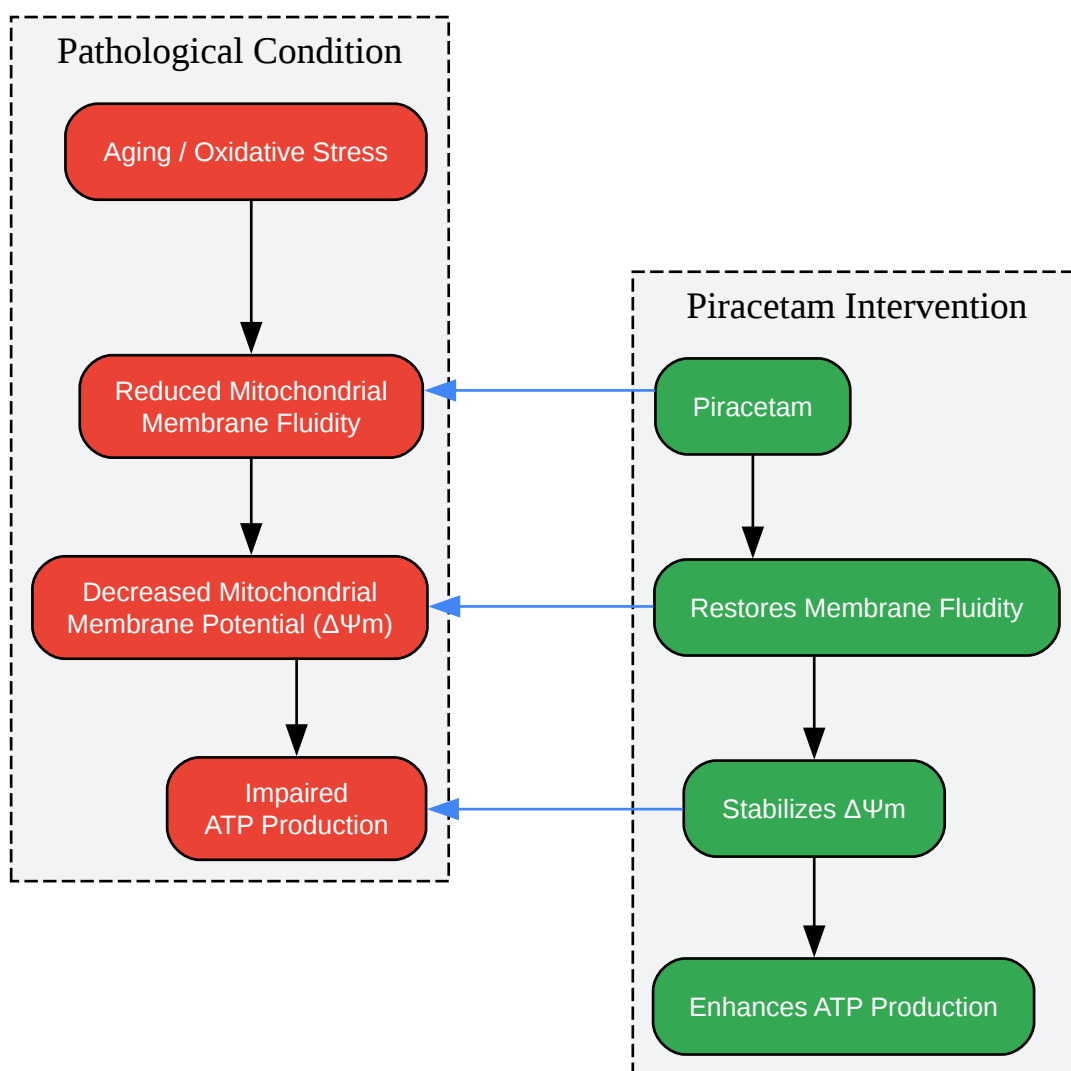 Pathological Condition
Aging / Oxidative Stress
Reduced Mitochondrial
Membrane Fluidity
Decreased Mitochondrial
Membrane Potential (ΔΨm)
Impaired
ATP Production
Piracetam Intervention
Piracetam
Restores Membrane Fluidity
Stabilizes ΔΨm
Enhances ATP Production